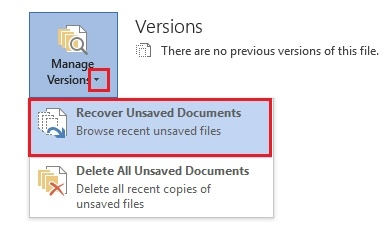 Versions
There are no previous versions of this file.
Manage
Versions
Recover Unsaved Documents
Browse recent unsaved files
Delete All Unsaved Documents
Delete all recent copies of
unsaved files